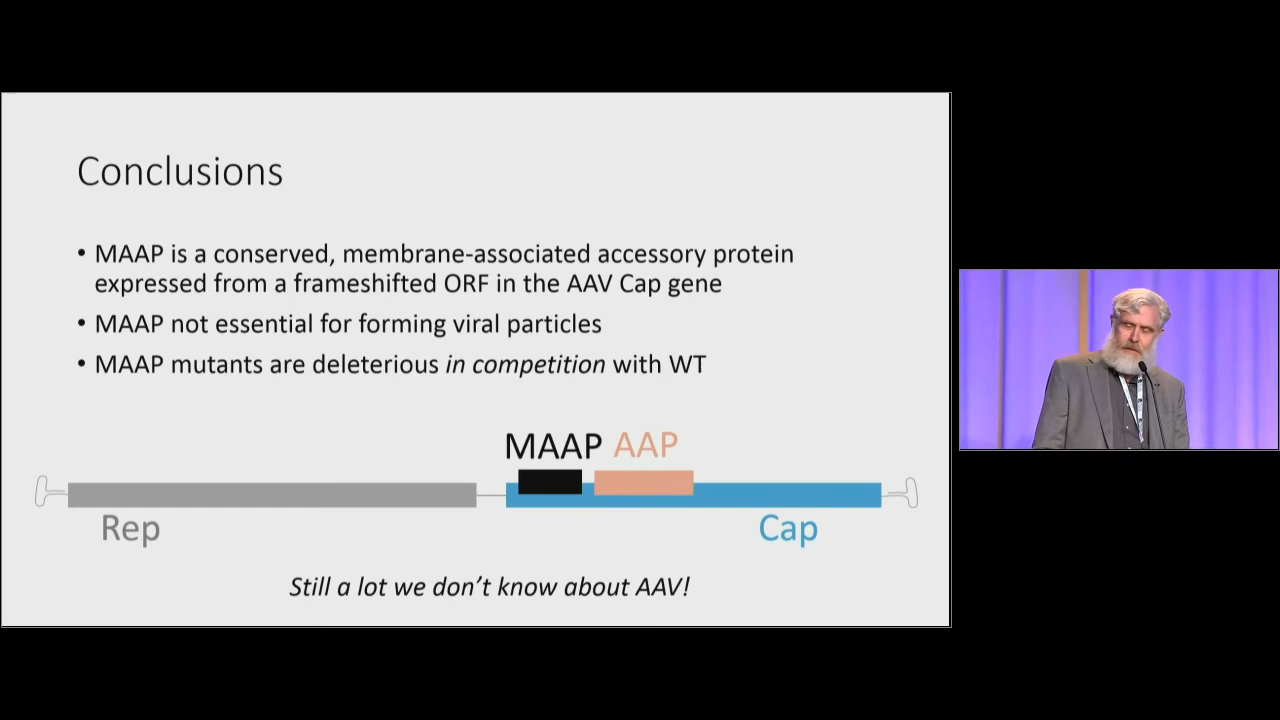 Conclusions
• MAAP is a conserved, membrane-associated accessory protein
expressed from a frameshifted ORF in the AAV Cap gene
• MAAP not essential for forming viral particles
• MAAP mutants are deleterious in competition with WT
MAAP AAP
Rep
Cap
Still a lot we don't know about AAV!